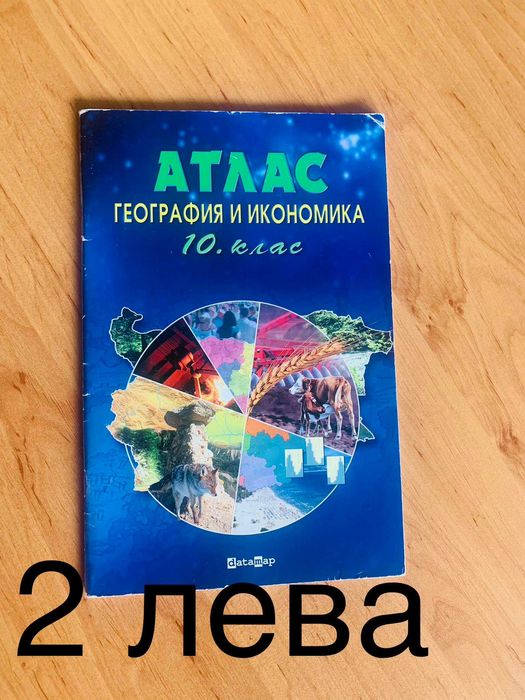 АТЛАС
ГЕОГРАФИЯ И ИКОНОМИКА
10. клас
datamap
2 лева